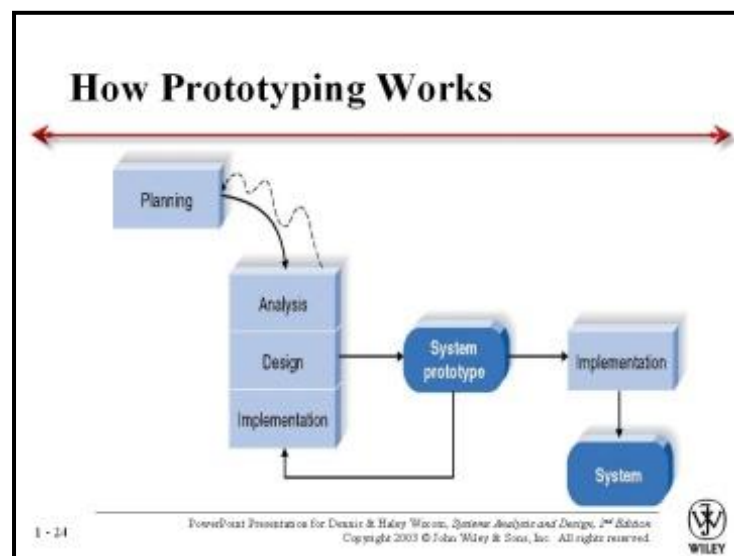 How Prototyping Works
Planning
Analysis
Design
Implementation
System
prototype
Implementation
System
1 - 24
PowerPoint Presentation for Dennis & Haley Wixom, Systems Analysis and Design, 2nd Edition
Copyright 2003 © John Wiley & Sons, Inc. All rights reserved.
WILEY